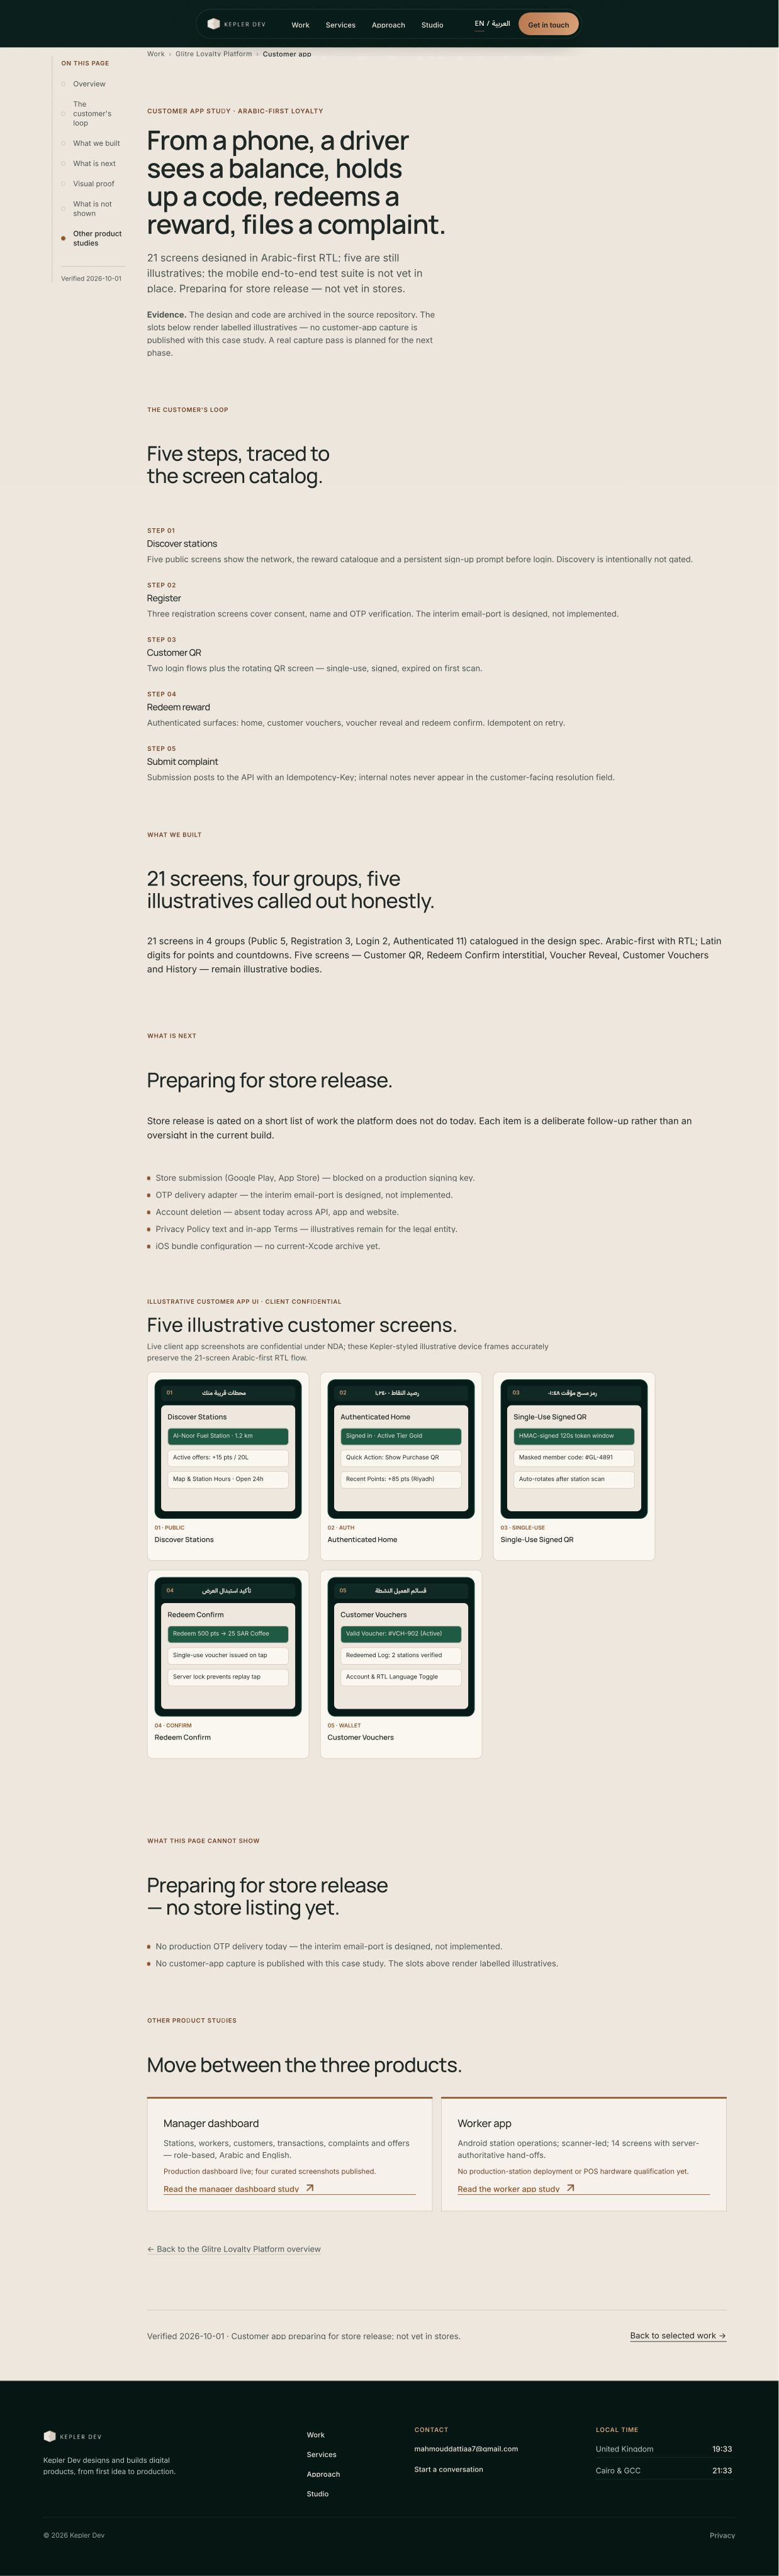 KEPLER DEV
Work
Services
Approach
Studio
EN / العربية
Get in touch
Work › Glitre Loyalty Platform › Customer app
ON THIS PAGE
Overview
The
customer's
loop
What we built
What is next
Visual proof
What is not
shown
Other product
studies
Verified 2026-10-01
CUSTOMER APP STUDY · ARABIC-FIRST LOYALTY
From a phone, a driver
sees a balance, holds
up a code, redeems a
reward, files a complaint.
21 screens designed in Arabic-first RTL; five are still
illustratives; the mobile end-to-end test suite is not yet in
place. Preparing for store release — not yet in stores.
Evidence. The design and code are archived in the source repository. The
slots below render labelled illustratives — no customer-app capture is
published with this case study. A real capture pass is planned for the next
phase.
THE CUSTOMER'S LOOP
Five steps, traced to
the screen catalog.
STEP 01
Discover stations
Five public screens show the network, the reward catalogue and a persistent sign-up prompt before login. Discovery is intentionally not gated.
STEP 02
Register
Three registration screens cover consent, name and OTP verification. The interim email-port is designed, not implemented.
STEP 03
Customer QR
Two login flows plus the rotating QR screen — single-use, signed, expired on first scan.
STEP 04
Redeem reward
Authenticated surfaces: home, customer vouchers, voucher reveal and redeem confirm. Idempotent on retry.
STEP 05
Submit complaint
Submission posts to the API with an Idempotency-Key; internal notes never appear in the customer-facing resolution field.
WHAT WE BUILT
21 screens, four groups, five
illustratives called out honestly.
21 screens in 4 groups (Public 5, Registration 3, Login 2, Authenticated 11) catalogued in the design spec. Arabic-first with RTL; Latin
digits for points and countdowns. Five screens — Customer QR, Redeem Confirm interstitial, Voucher Reveal, Customer Vouchers
and History — remain illustrative bodies.
WHAT IS NEXT
Preparing for store release.
Store release is gated on a short list of work the platform does not do today. Each item is a deliberate follow-up rather than an
oversight in the current build.
Store submission (Google Play, App Store) — blocked on a production signing key.
OTP delivery adapter — the interim email-port is designed, not implemented.
Account deletion — absent today across API, app and website.
Privacy Policy text and in-app Terms — illustratives remain for the legal entity.
iOS bundle configuration — no current-Xcode archive yet.
ILLUSTRATIVE CUSTOMER APP UI · CLIENT CONFIDENTIAL
Five illustrative customer screens.
Live client app screenshots are confidential under NDA; these Kepler-styled illustrative device frames accurately
preserve the 21-screen Arabic-first RTL flow.
01 محطات قريبة منك
Discover Stations
Al-Noor Fuel Station · 1.2 km
Active offers: +15 pts / 20L
Map & Station Hours · Open 24h
01 · PUBLIC
Discover Stations
02 رصيد النقاط · ١٬٢٤٠
Authenticated Home
Signed in · Active Tier Gold
Quick Action: Show Purchase QR
Recent Points: +85 pts (Riyadh)
02 · AUTH
Authenticated Home
03 رمز مسح مؤقت ٠١:٤٨
Single-Use Signed QR
HMAC-signed 120s token window
Masked member code: #GL-4891
Auto-rotates after station scan
03 · SINGLE-USE
Single-Use Signed QR
04 تأكيد استبدال العرض
Redeem Confirm
Redeem 500 pts → 25 SAR Coffee
Single-use voucher issued on tap
Server lock prevents replay tap
04 · CONFIRM
Redeem Confirm
05 قسائم العميل النشطة
Customer Vouchers
Valid Voucher: #VCH-902 (Active)
Redeemed Log: 2 stations verified
Account & RTL Language Toggle
05 · WALLET
Customer Vouchers
WHAT THIS PAGE CANNOT SHOW
Preparing for store release
— no store listing yet.
No production OTP delivery today — the interim email-port is designed, not implemented.
No customer-app capture is published with this case study. The slots above render labelled illustratives.
OTHER PRODUCT STUDIES
Move between the three products.
Manager dashboard
Stations, workers, customers, transactions, complaints and offers
— role-based, Arabic and English.
Production dashboard live; four curated screenshots published.
Read the manager dashboard study
Worker app
Android station operations; scanner-led; 14 screens with server-
authoritative hand-offs.
No production-station deployment or POS hardware qualification yet.
Read the worker app study
← Back to the Glitre Loyalty Platform overview
Verified 2026-10-01 · Customer app preparing for store release; not yet in stores.
Back to selected work →
KEPLER DEV
Kepler Dev designs and builds digital
products, from first idea to production.
Work
Services
Approach
Studio
CONTACT
mahmouddattiaa7@gmail.com
Start a conversation
LOCAL TIME
United Kingdom 19:33
Cairo & GCC 21:33
© 2026 Kepler Dev
Privacy